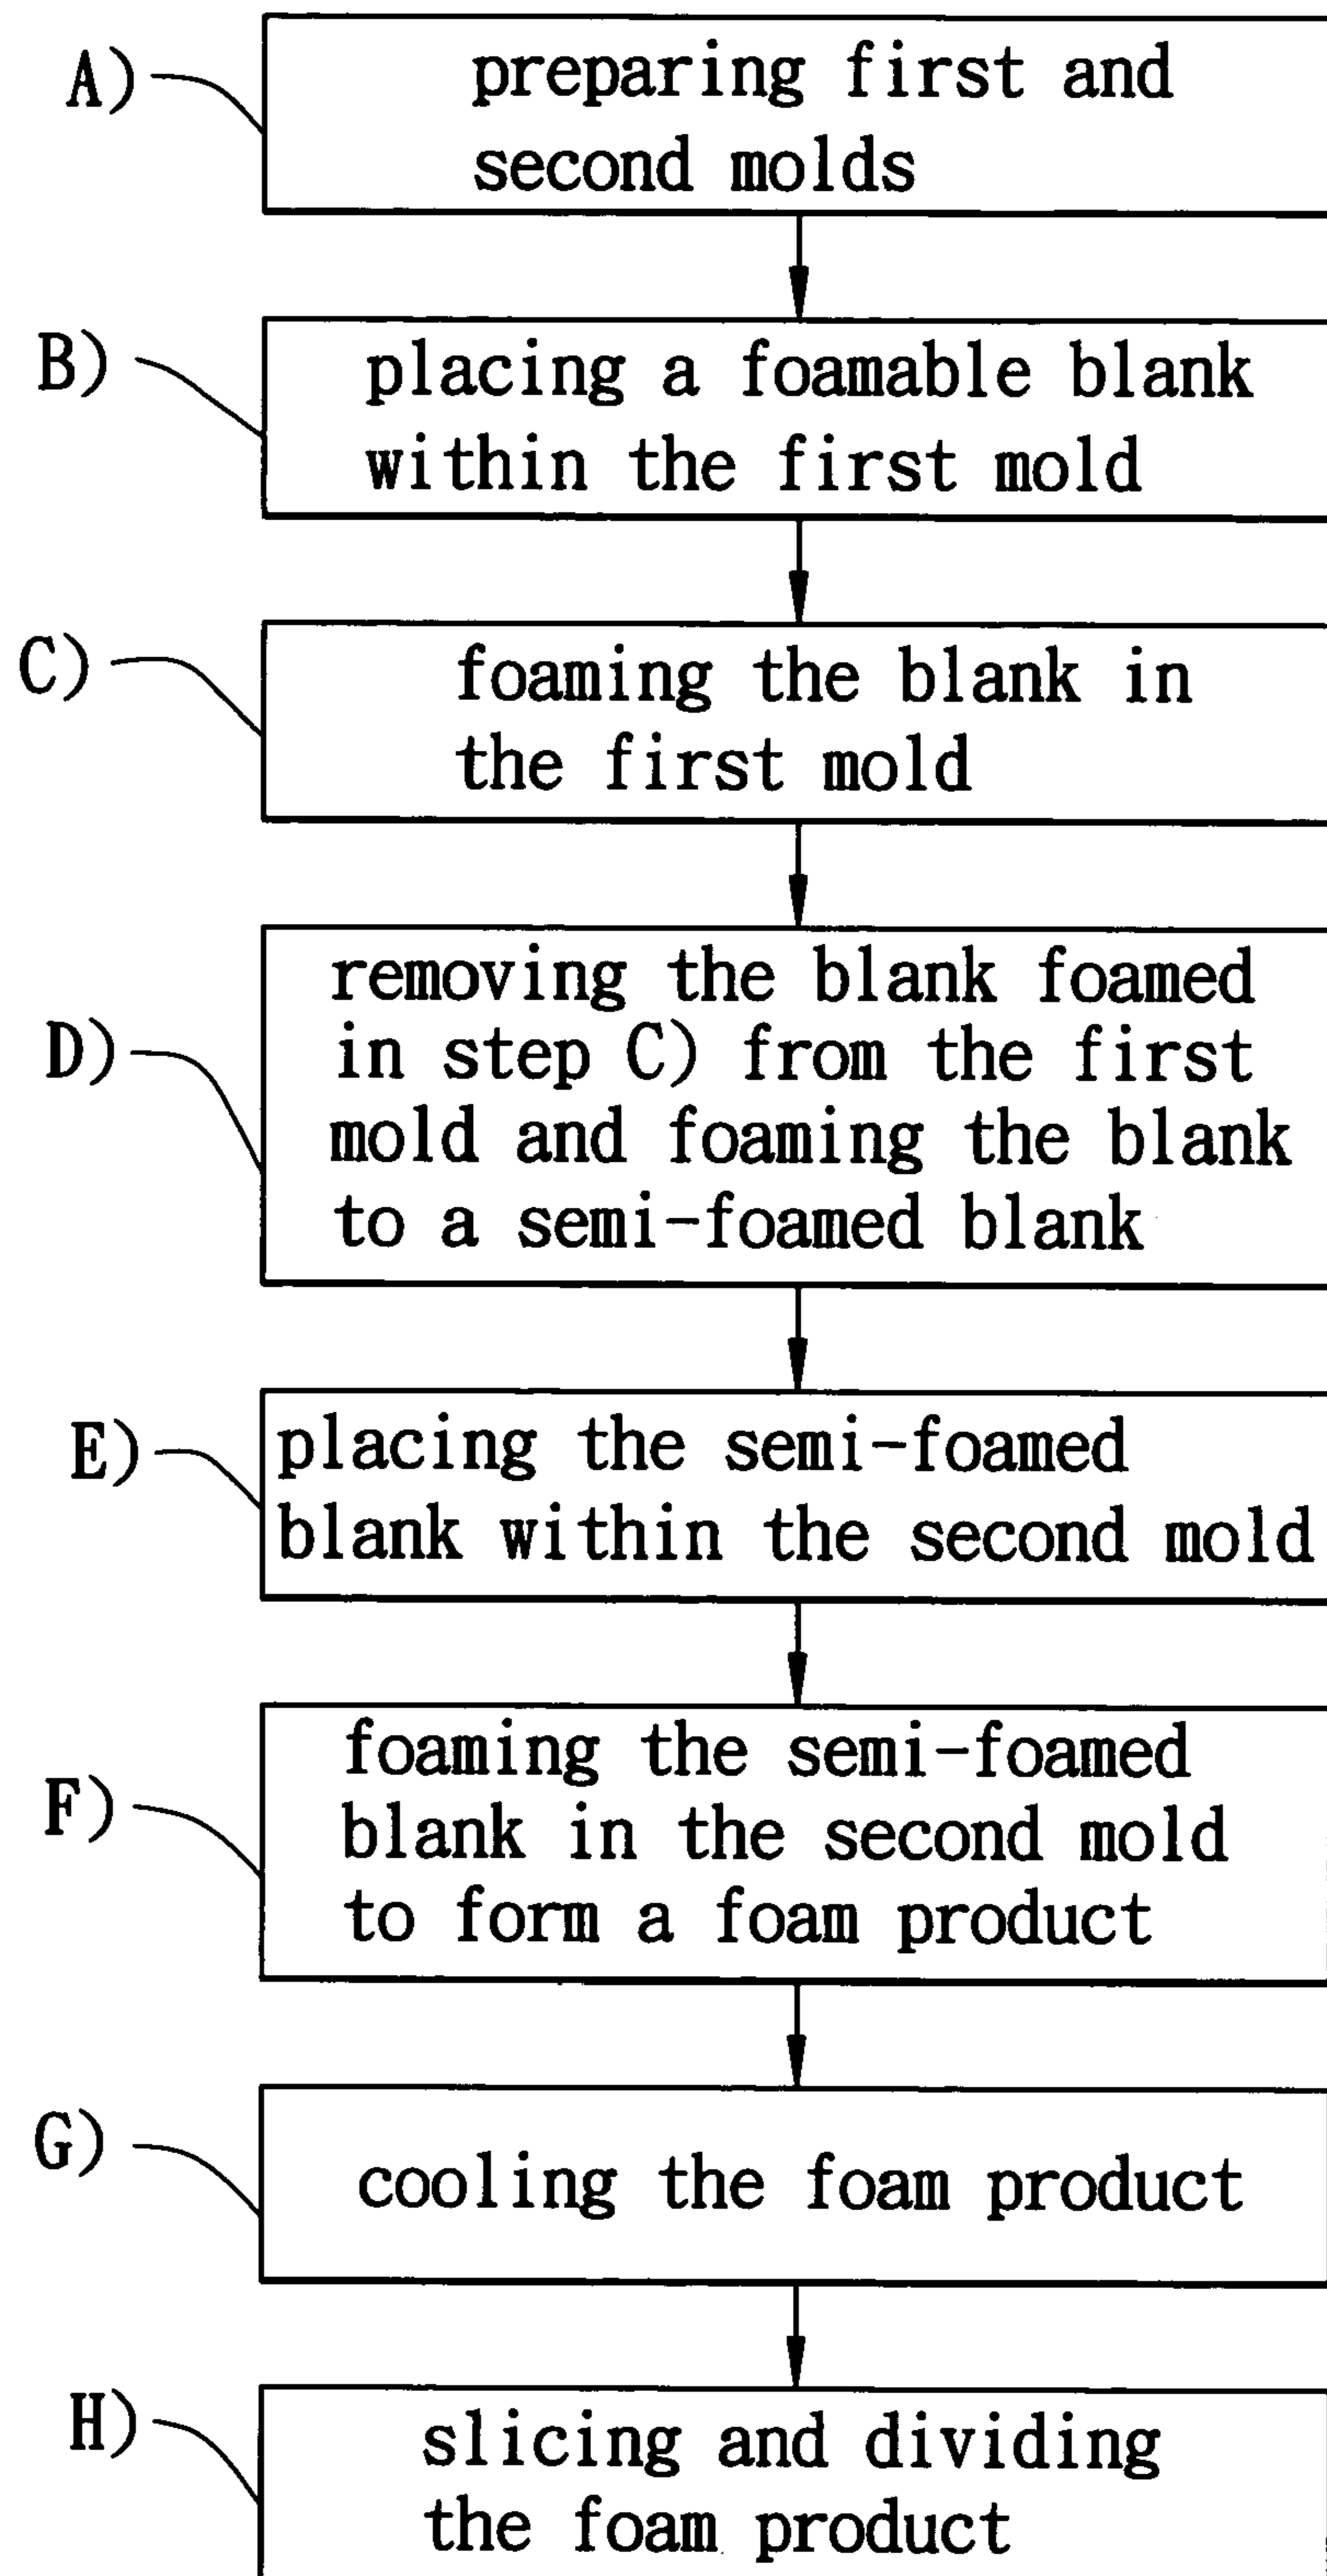 A)
preparing first and
second molds
B)
placing a foamable blank
within the first mold
C)
foaming the blank in
the first mold
D)
removing the blank foamed
in step C) from the first
mold and foaming the blank
to a semi-foamed blank
E)
placing the semi-foamed
blank within the second mold
F)
foaming the semi-foamed
blank in the second mold
to form a foam product
G)
cooling the foam product
H)
slicing and dividing
the foam product